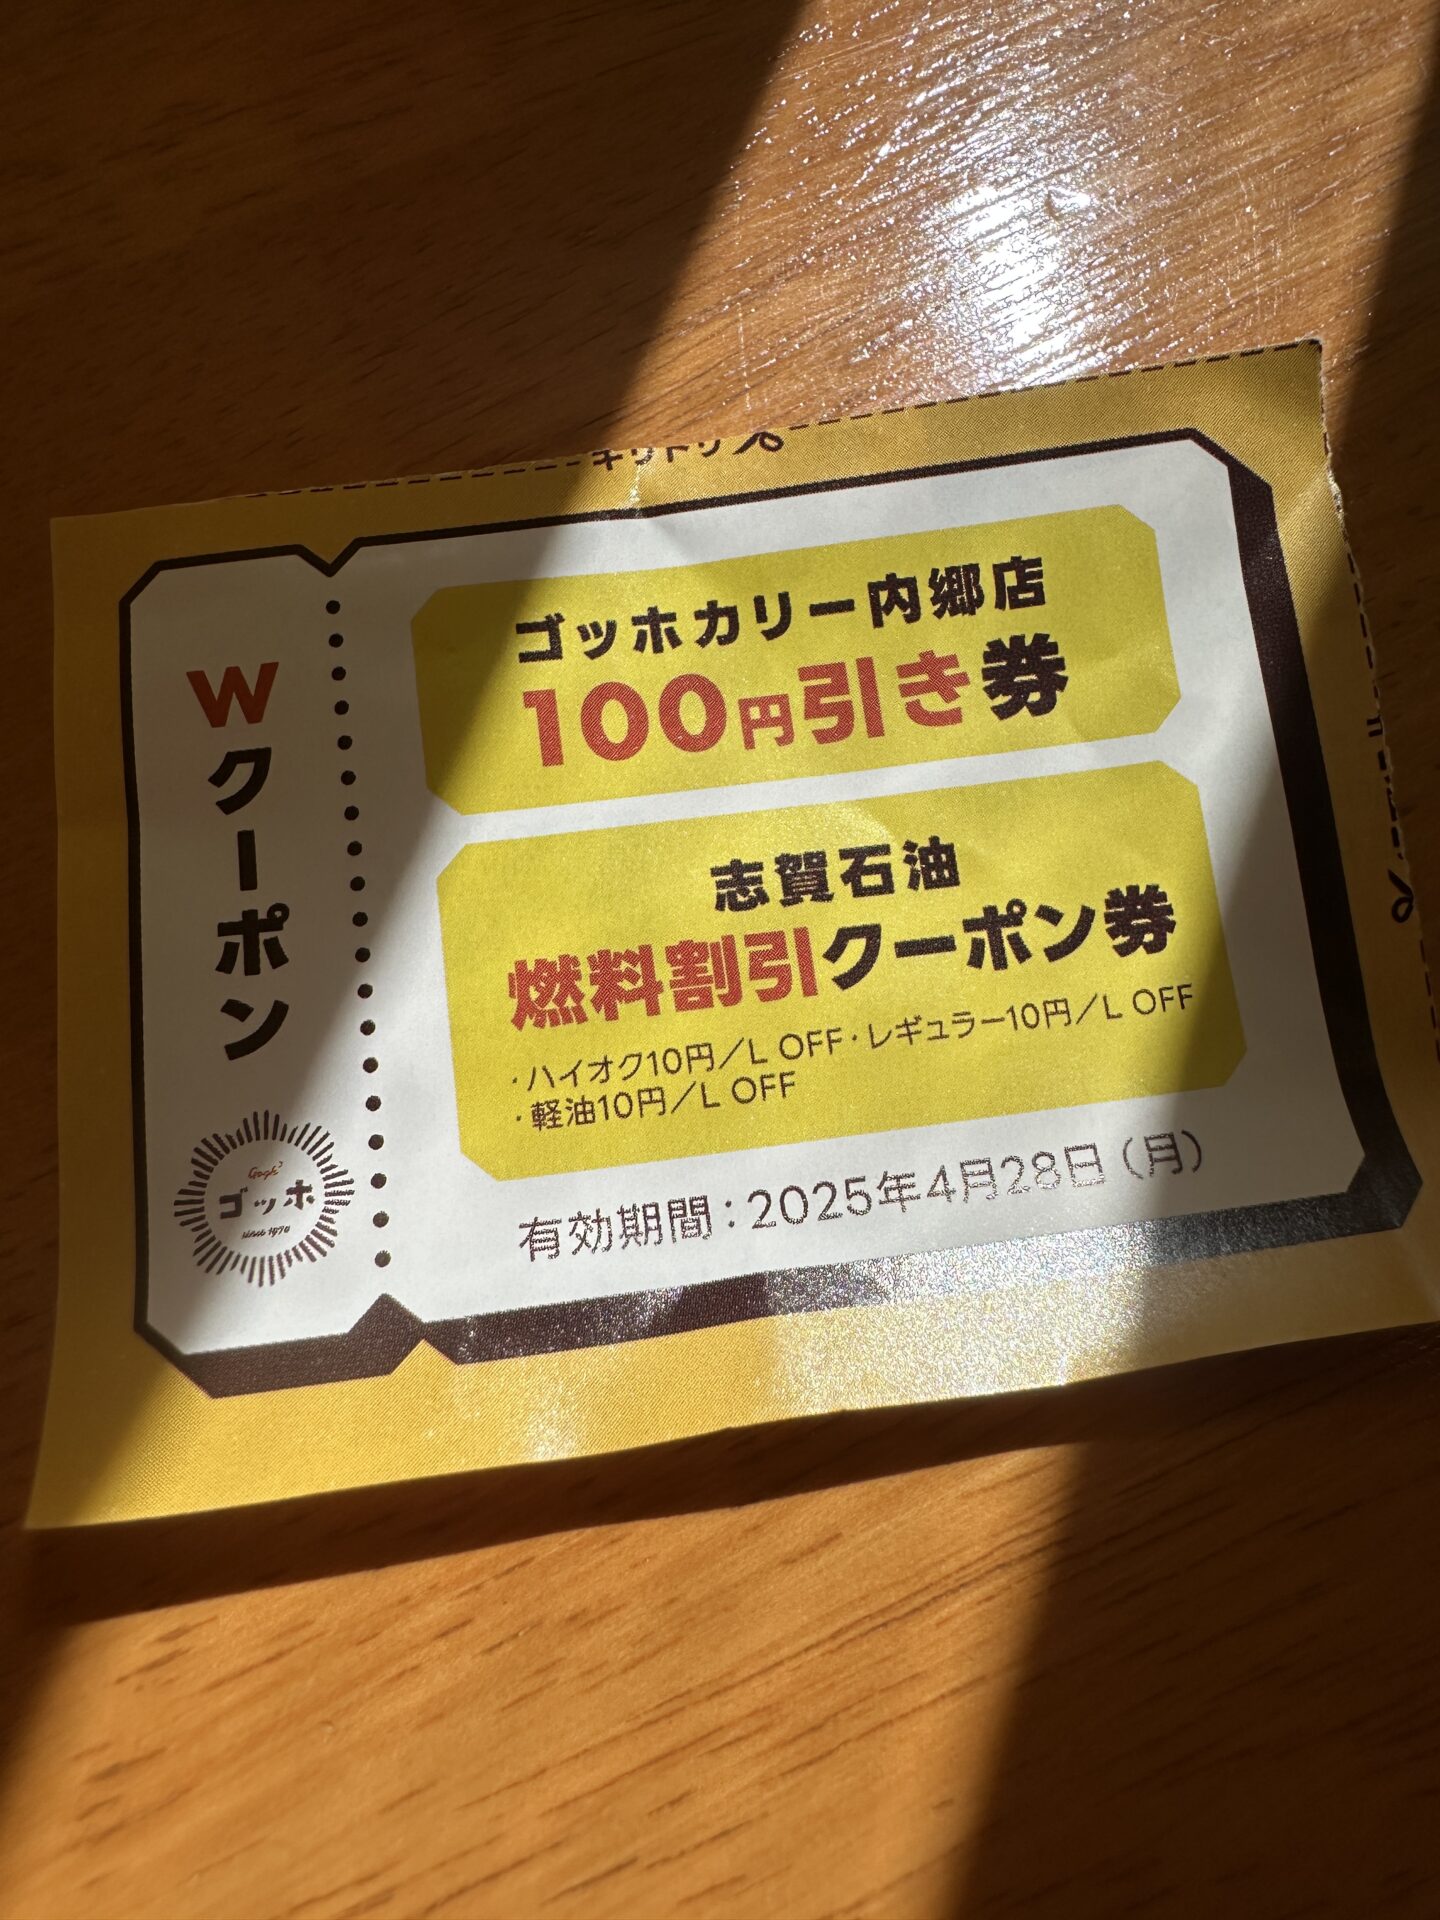 キリトリ
Wクーポン
Gogh
ゴッホ
since 1970
ゴッホカリー内郷店
100円引き券
志賀石油
燃料割引クーポン券
・ハイオク10円／L OFF・レギュラー10円／L OFF
・軽油10円／L OFF
有効期間：2025年4月28日（月）